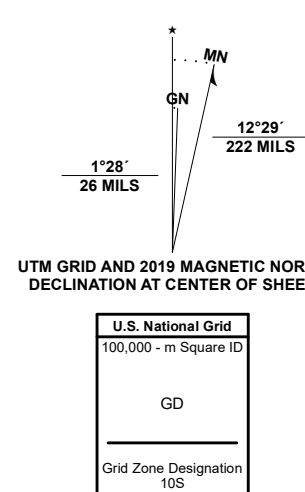 ★
MN
GN
12°29´
222 MILS
1°28´
26 MILS
UTM GRID AND 2019 MAGNETIC NOR
DECLINATION AT CENTER OF SHEE
U.S. National Grid
100,000 - m Square ID
GD
Grid Zone Designation
10S